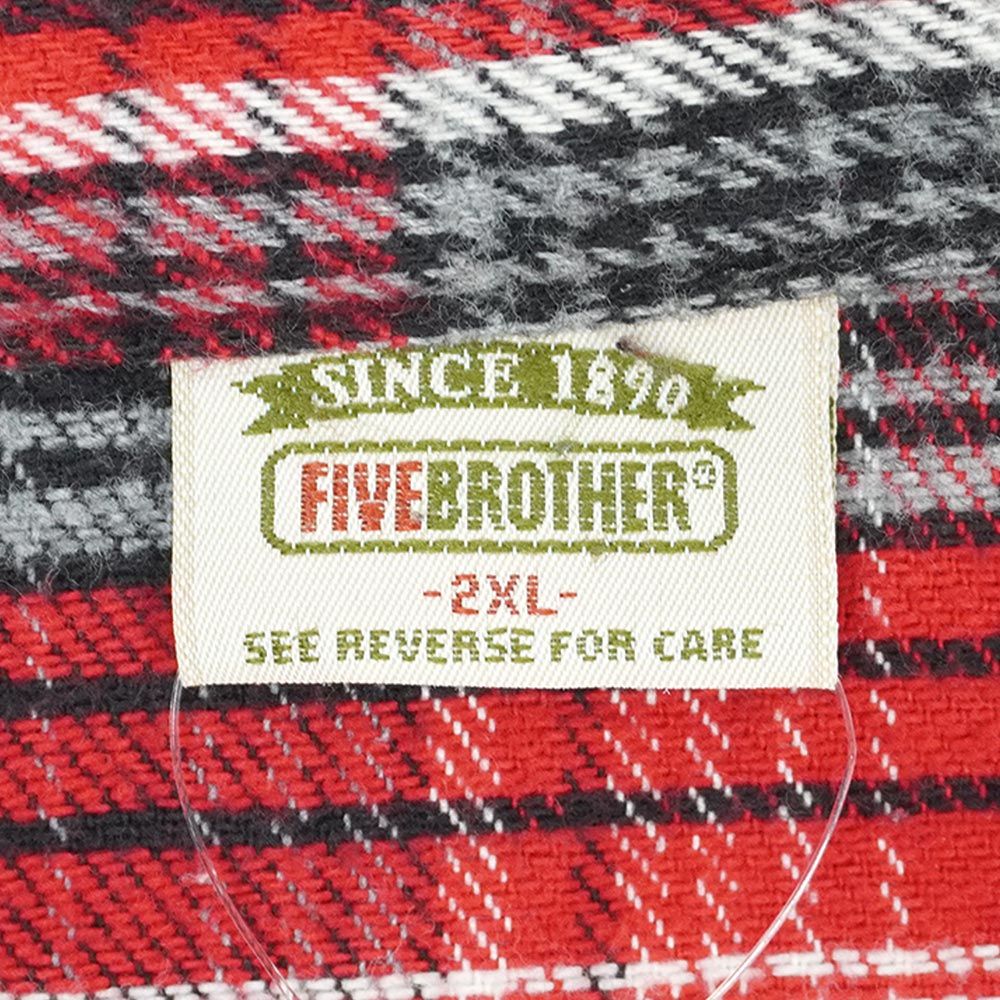 SINCE 1890
FIVEBROTHER®
-2XL-
SEE REVERSE FOR CARE